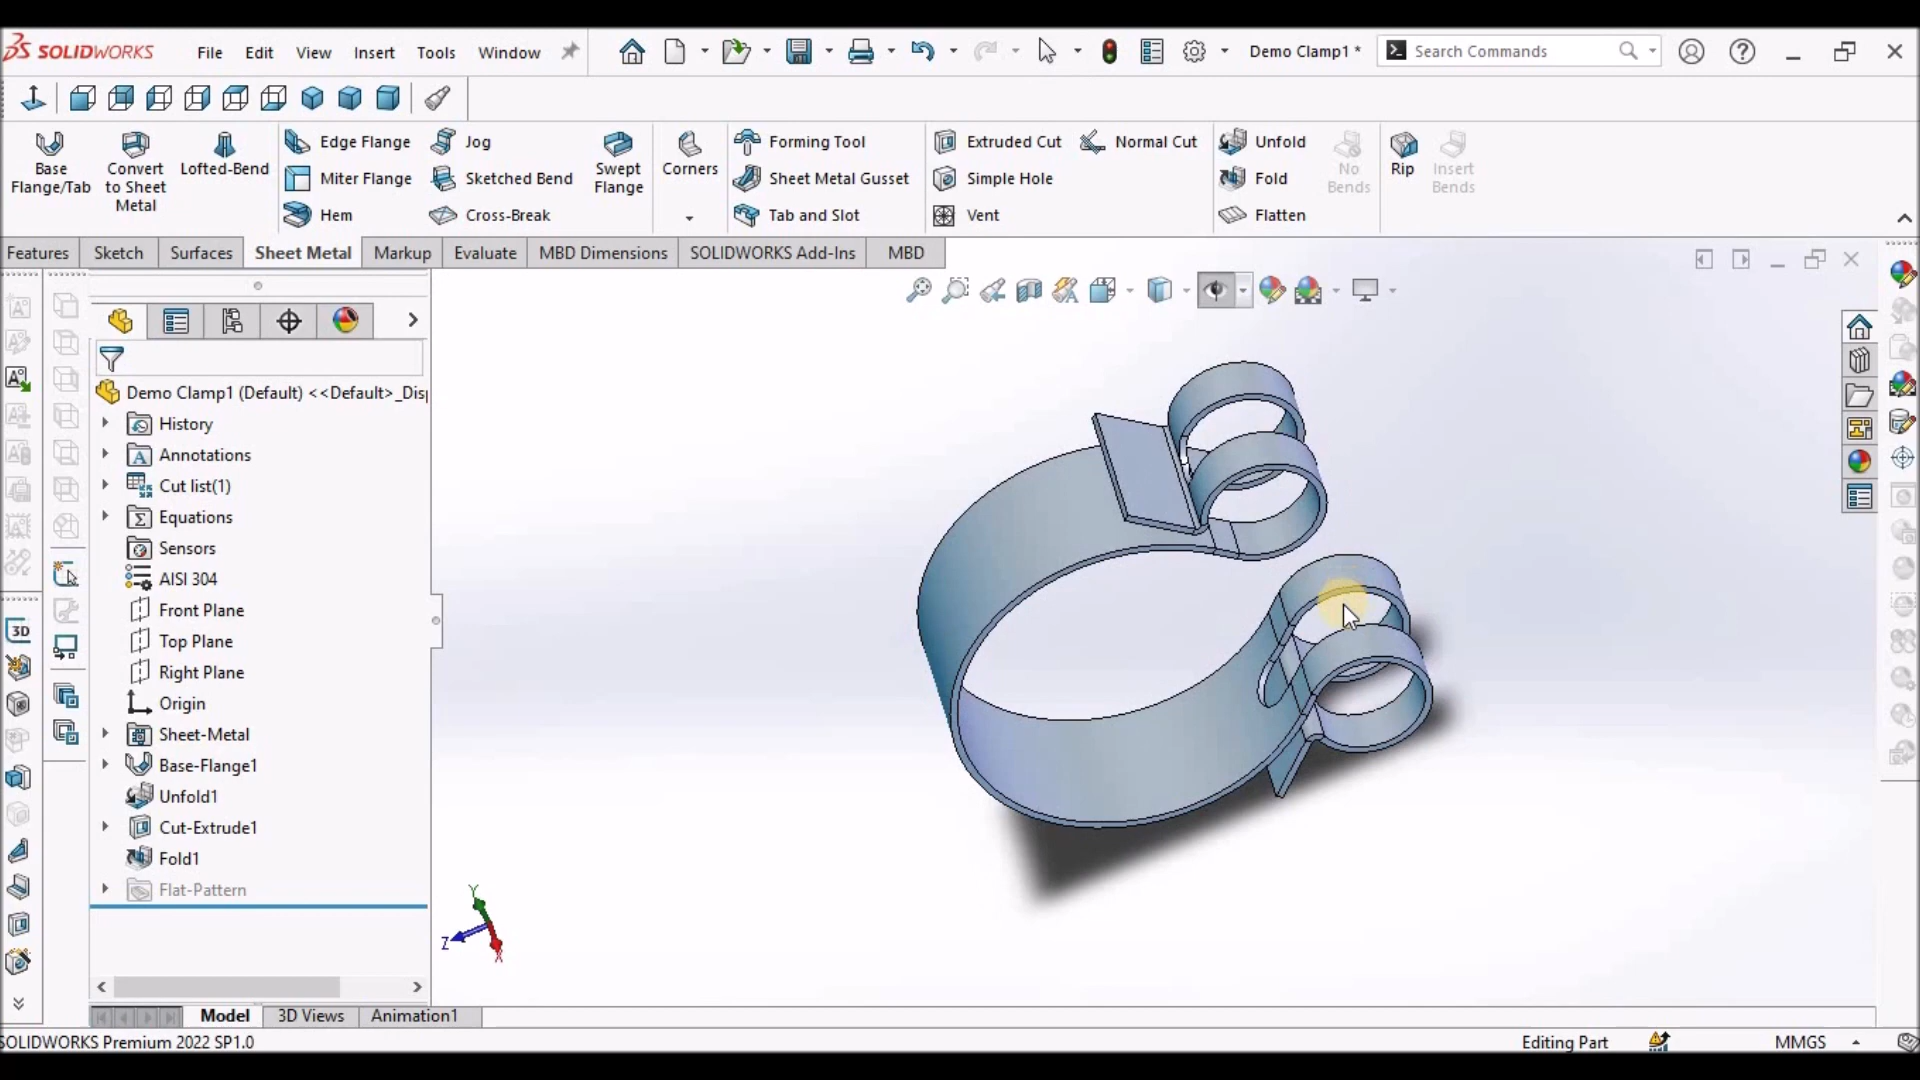 SOLIDWORKS File Edit View Insert Tools Window Demo Clamp1 * Search Commands
Base Flange/Tab
Convert to Sheet Metal
Lofted-Bend
Edge Flange
Miter Flange
Hem
Jog
Sketched Bend
Cross-Break
Swept Flange
Corners
Forming Tool
Sheet Metal Gusset
Tab and Slot
Extruded Cut
Simple Hole
Vent
Normal Cut
Unfold
Fold
Flatten
No Bends
Rip
Insert Bends
Features Sketch Surfaces Sheet Metal Markup Evaluate MBD Dimensions SOLIDWORKS Add-Ins MBD
Demo Clamp1 (Default) <<Default>_Disp
History
Annotations
Cut list(1)
Equations
Sensors
AISI 304
Front Plane
Top Plane
Right Plane
Origin
Sheet-Metal
Base-Flange1
Unfold1
Cut-Extrude1
Fold1
Flat-Pattern
3D
Y
Z
X
Model 3D Views Animation1
SOLIDWORKS Premium 2022 SP1.0 Editing Part MMGS